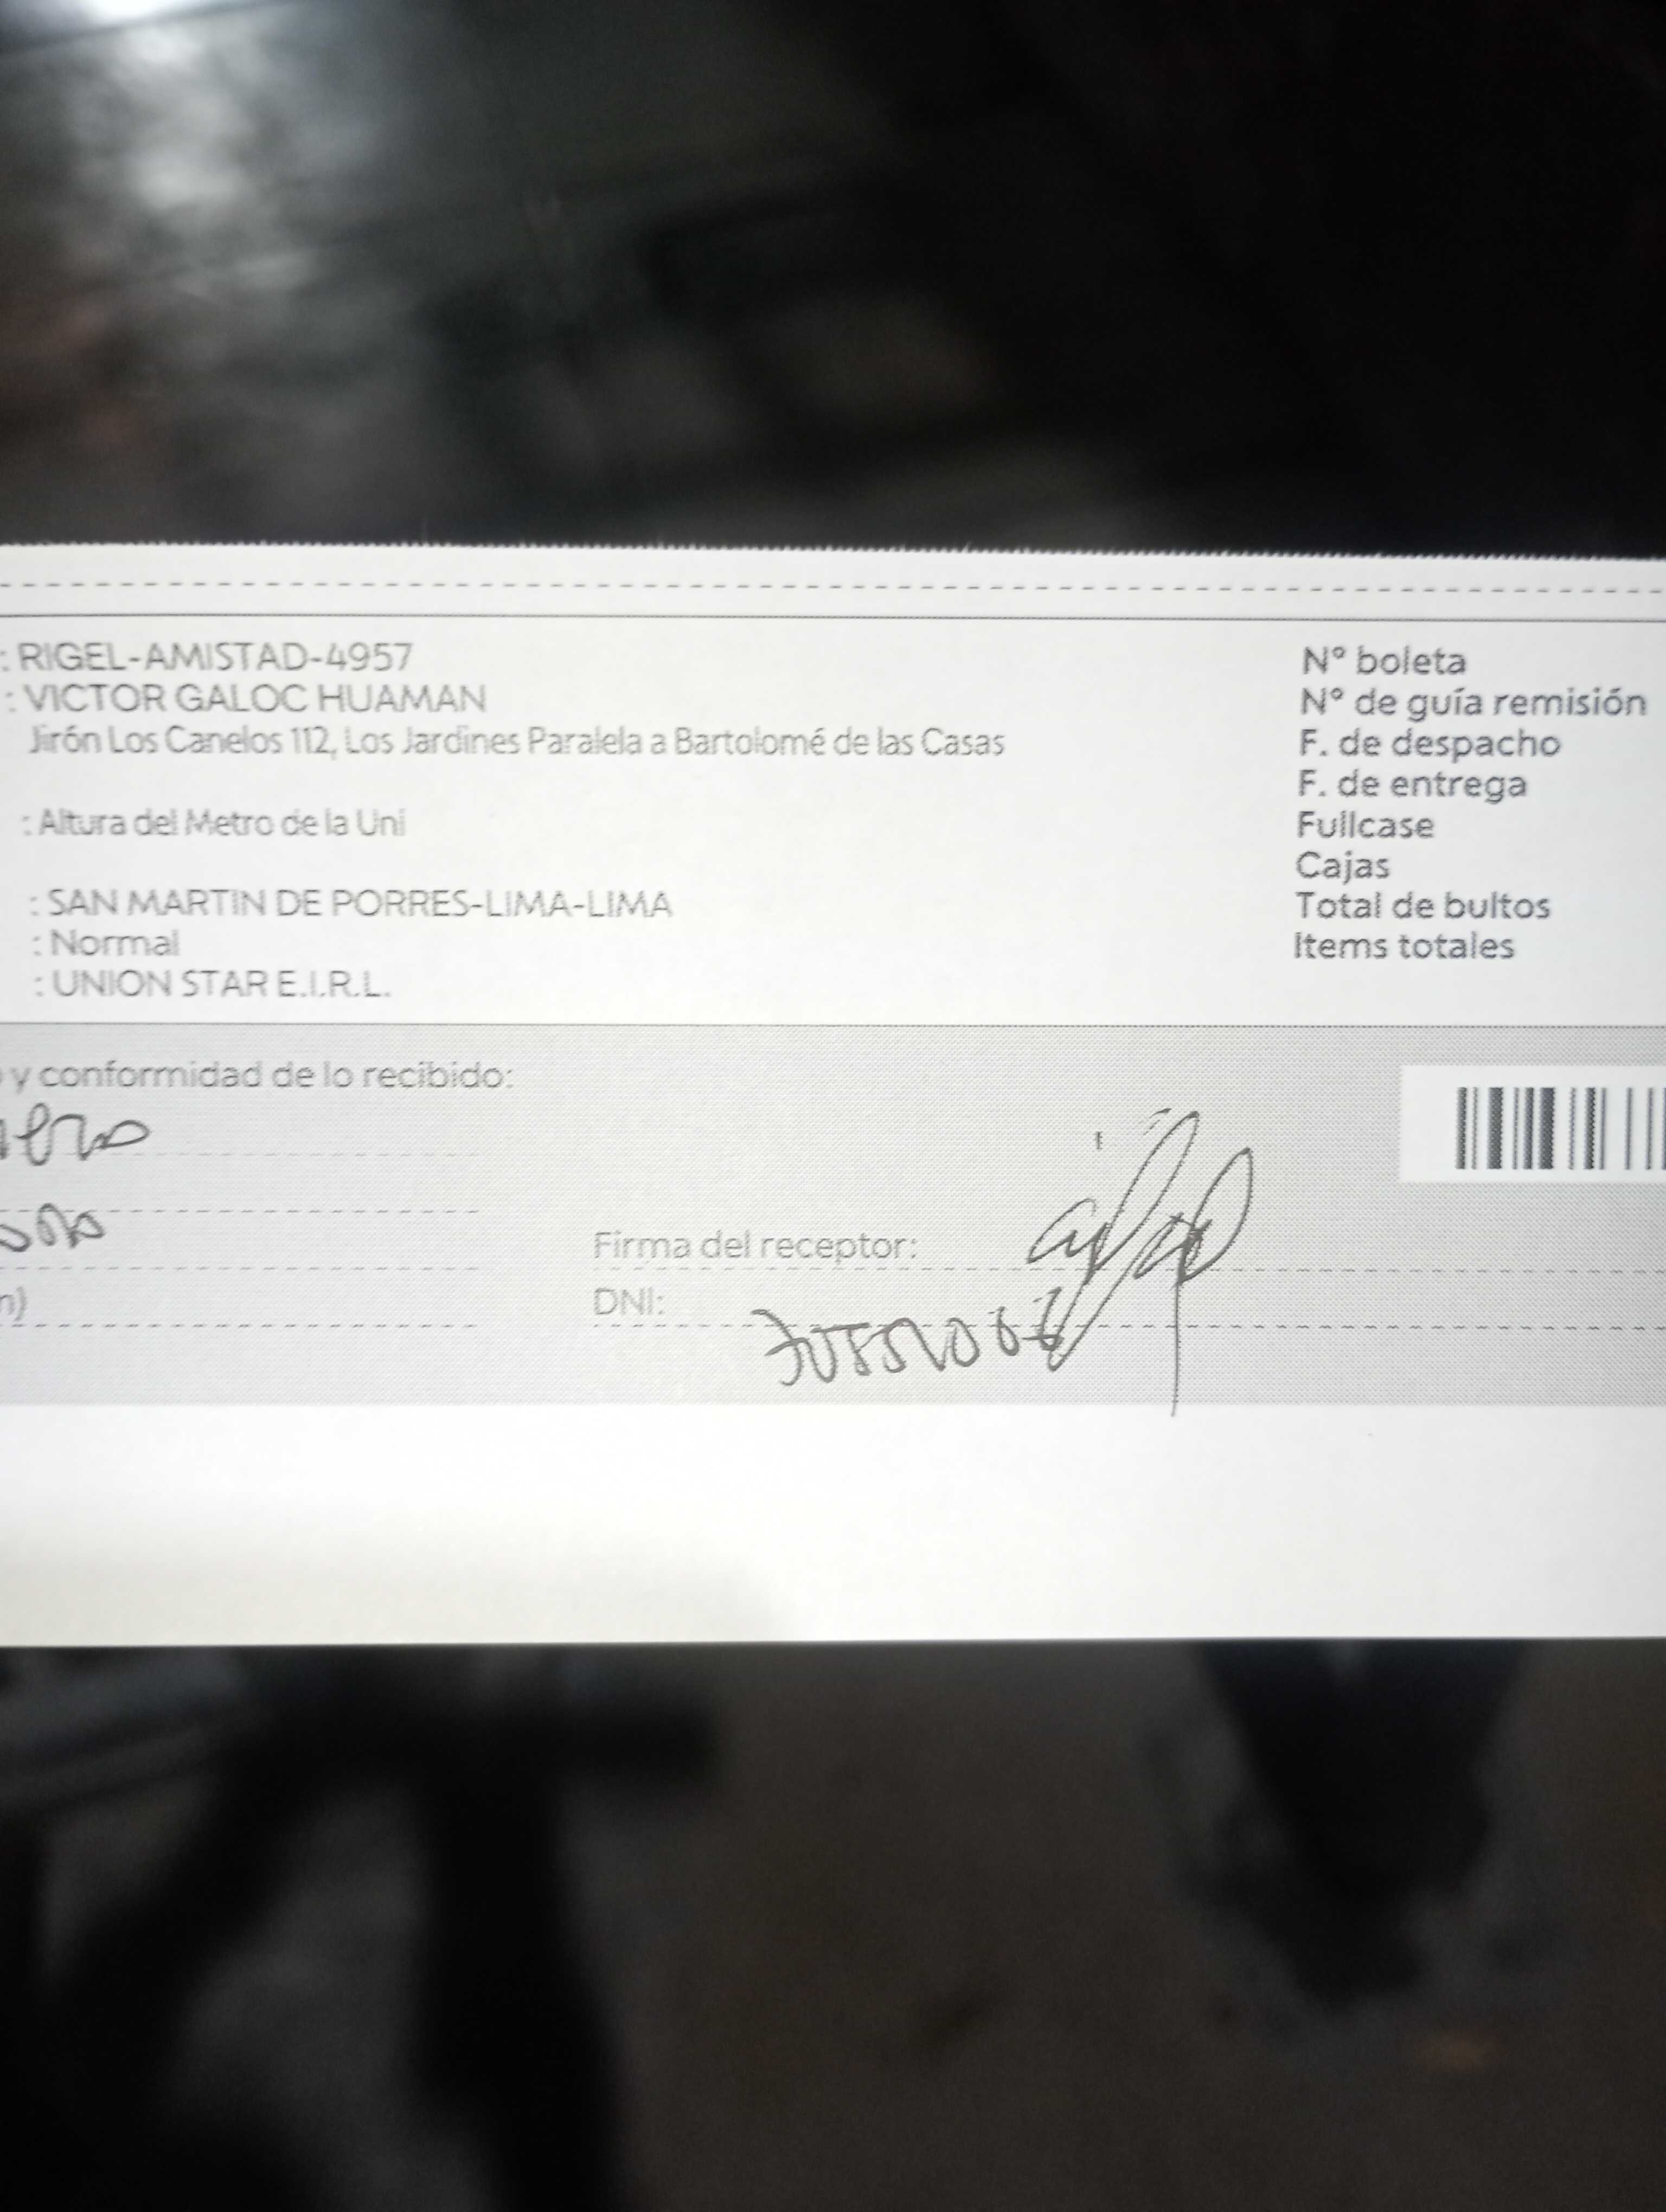 : RIGEL-AMISTAD-4957
: VICTOR GALOC HUAMAN
Jirón Los Canelos 112, Los Jardines Paralela a Bartolomé de las Casas
: Altura del Metro de la Uni
: SAN MARTIN DE PORRES-LIMA-LIMA
: Normal
: UNION STAR E.I.R.L.
N° boleta
N° de guía remisión
F. de despacho
F. de entrega
Fullcase
Cajas
Total de bultos
Items totales
y conformidad de lo recibido:
Firma del receptor:
DNI: